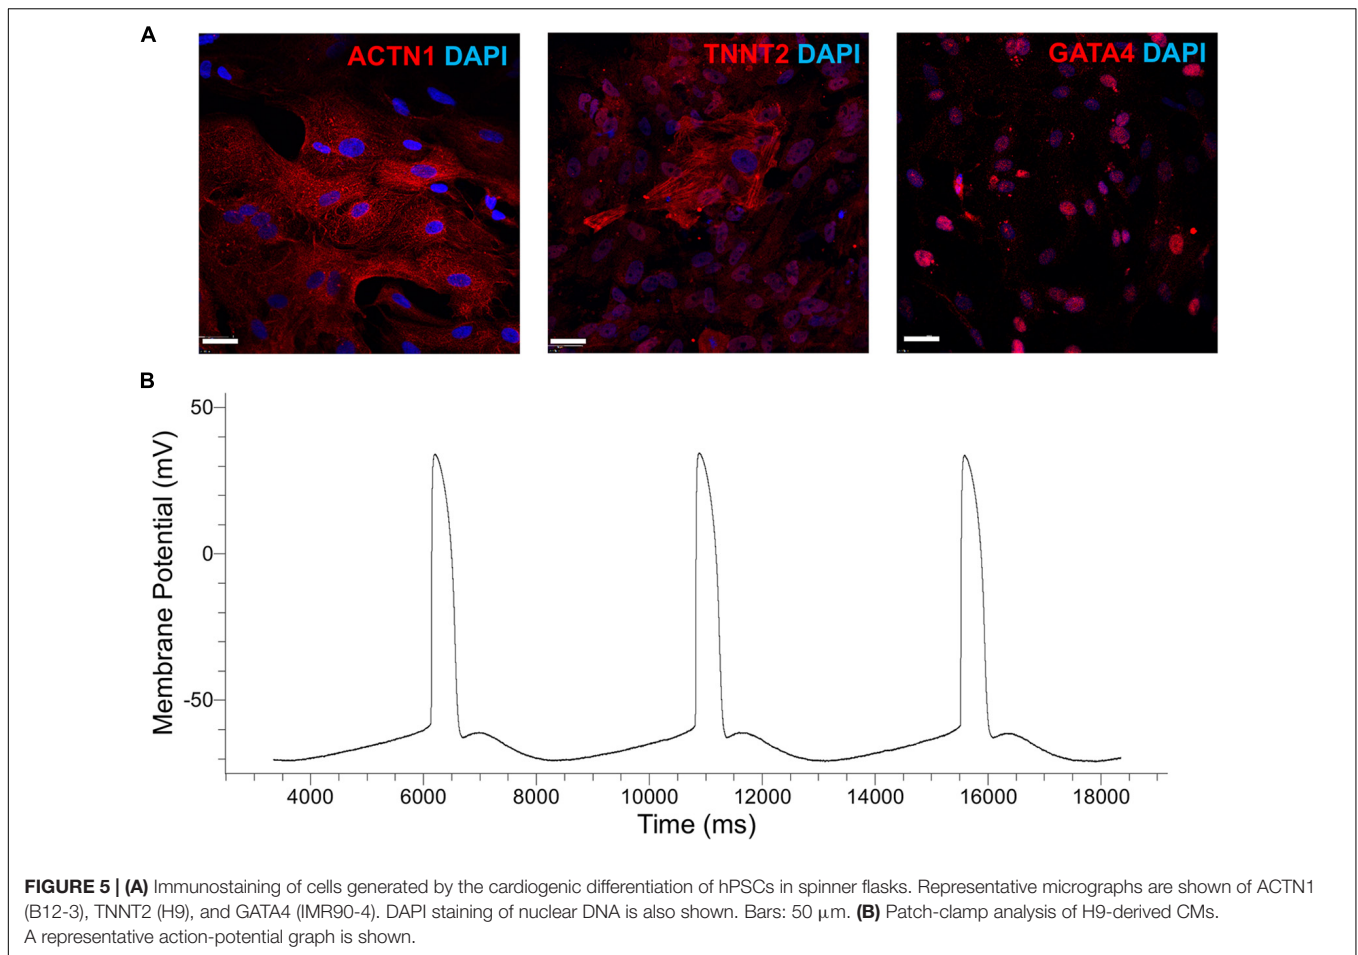 A
ACTN1 DAPI
TNNT2 DAPI
GATA4 DAPI
B
50
0
-50
Membrane Potential (mV)
4000 6000 8000 10000 12000 14000 16000 18000
Time (ms)
FIGURE 5 | (A) Immunostaining of cells generated by the cardiogenic differentiation of hPSCs in spinner flasks. Representative micrographs are shown of ACTN1
(B12-3), TNNT2 (H9), and GATA4 (IMR90-4). DAPI staining of nuclear DNA is also shown. Bars: 50 μm. (B) Patch-clamp analysis of H9-derived CMs.
A representative action-potential graph is shown.